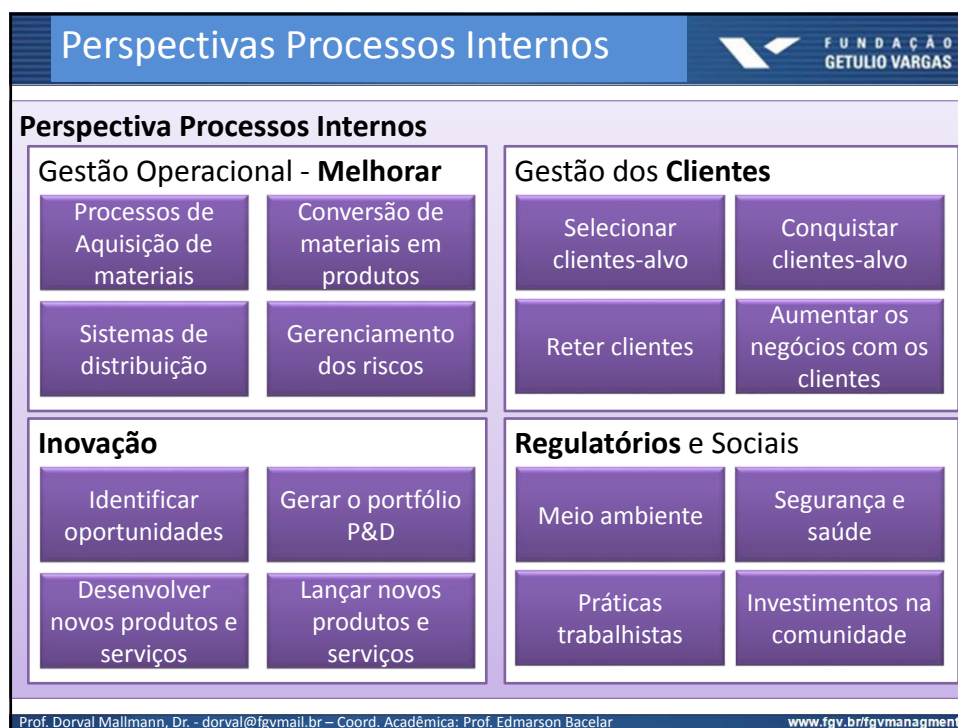 Perspectivas Processos Internos
FUNDAÇÃO
GETULIO VARGAS
Perspectiva Processos Internos
Gestão Operacional - Melhorar
Processos de
Aquisição de
materiais
Conversão de
materiais em
produtos
Sistemas de
distribuição
Gerenciamento
dos riscos
Gestão dos Clientes
Selecionar
clientes-alvo
Conquistar
clientes-alvo
Reter clientes
Aumentar os
negócios com os
clientes
Inovação
Identificar
oportunidades
Gerar o portfólio
P&D
Desenvolver
novos produtos e
serviços
Lançar novos
produtos e
serviços
Regulatórios e Sociais
Meio ambiente
Segurança e
saúde
Práticas
trabalhistas
Investimentos na
comunidade
Prof. Dorval Mallmann, Dr. - dorval@fgvmail.br – Coord. Acadêmica: Prof. Edmarson Bacelar
www.fgv.br/fgvmanagment